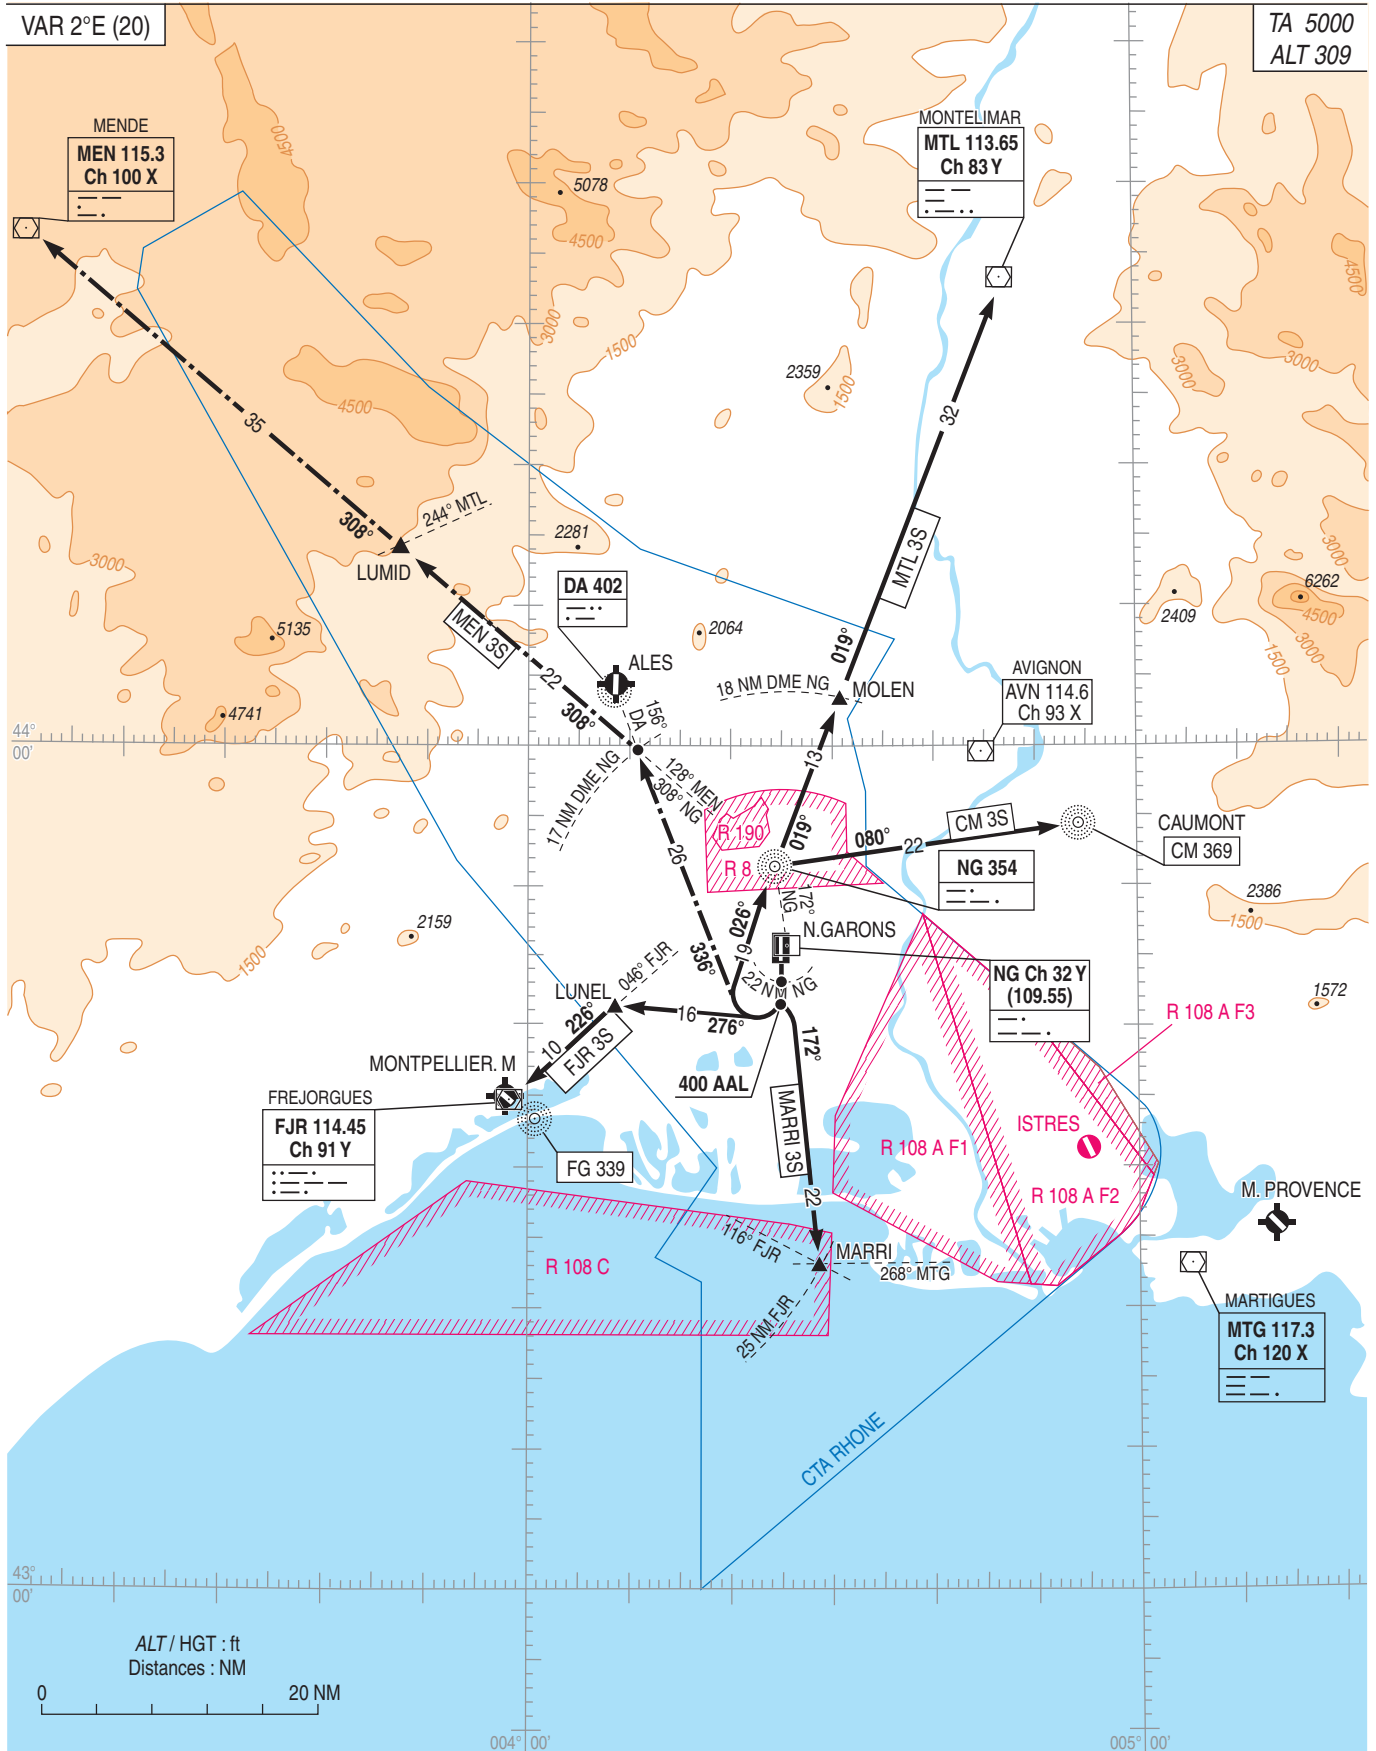 VAR 2°E (20)
TA 5000
ALT 309
MENDE
MEN 115.3
Ch 100 X
4500
5078
4500
MONTELIMAR
MTL 113.65
Ch 83 Y
4500
3000
1500
2359
1500
3000
3000
4500
35
32
308°
244° MTL
LUMID
2281
3000
MTL 3S
DA 402
MEN 3S
22
308°
5135
4741
2064
ALES
019°
18 NM DME NG
MOLEN
AVIGNON
AVN 114.6
Ch 93 X
2409
6262
4500
3000
3000
1500
44°
00'
DA
156°
17 NM DME NG
128° MEN
308° NG
13
R 190
R 8
019°
080°
22
CM 3S
CAUMONT
CM 369
NG 354
26
336°
026°
19
72°
NG
N.GARONS
2159
1500
2386
1500
046° FJR
LUNEL
2.2 NM NG
NG Ch 32 Y
(109.55)
1572
R 108 A F3
16
276°
226°
10
FJR 3S
172°
400 AAL
MONTPELLIER. M
FREJORGUES
FJR 114.45
Ch 91 Y
FG 339
MARRI 3S
22
ISTRES
R 108 A F1
R 108 A F2
M. PROVENCE
116° FJR
MARRI
268° MTG
R 108 C
25 NM FJR
MARTIGUES
MTG 117.3
Ch 120 X
CTA RHONE
43°
00'
ALT / HGT : ft
Distances : NM
0
20 NM
004° 00'
005° 00'